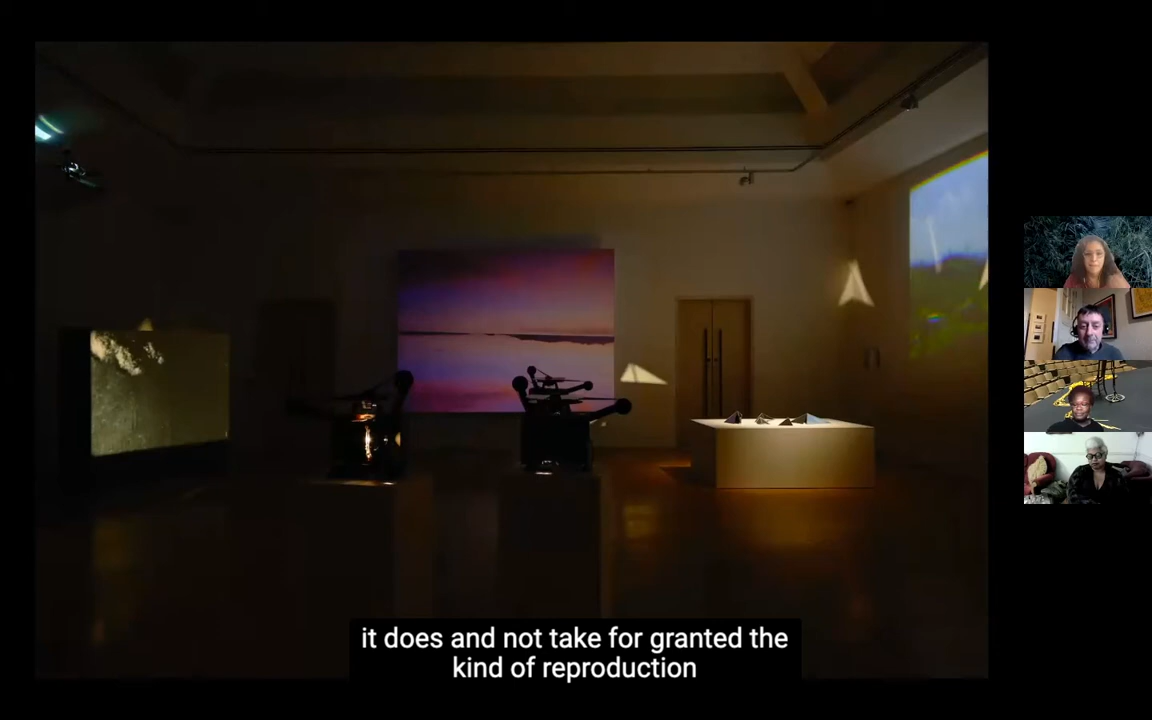 it does and not take for granted the
kind of reproduction